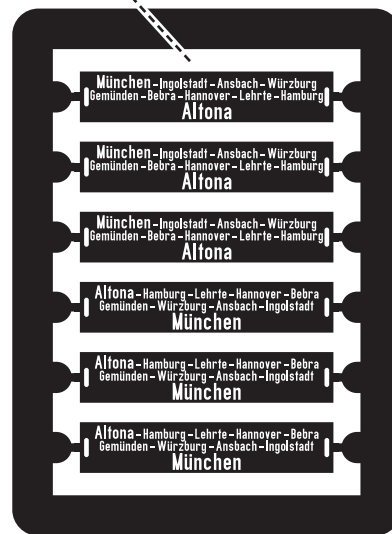 München - Ingolstadt - Ansbach - Würzburg
Gemünden - Bebra - Hannover - Lehrte - Hamburg
Altona
München - Ingolstadt - Ansbach - Würzburg
Gemünden - Bebra - Hannover - Lehrte - Hamburg
Altona
München - Ingolstadt - Ansbach - Würzburg
Gemünden - Bebra - Hannover - Lehrte - Hamburg
Altona
Altona - Hamburg - Lehrte - Hannover - Bebra
Gemünden - Würzburg - Ansbach - Ingolstadt
München
Altona - Hamburg - Lehrte - Hannover - Bebra
Gemünden - Würzburg - Ansbach - Ingolstadt
München
Altona - Hamburg - Lehrte - Hannover - Bebra
Gemünden - Würzburg - Ansbach - Ingolstadt
München